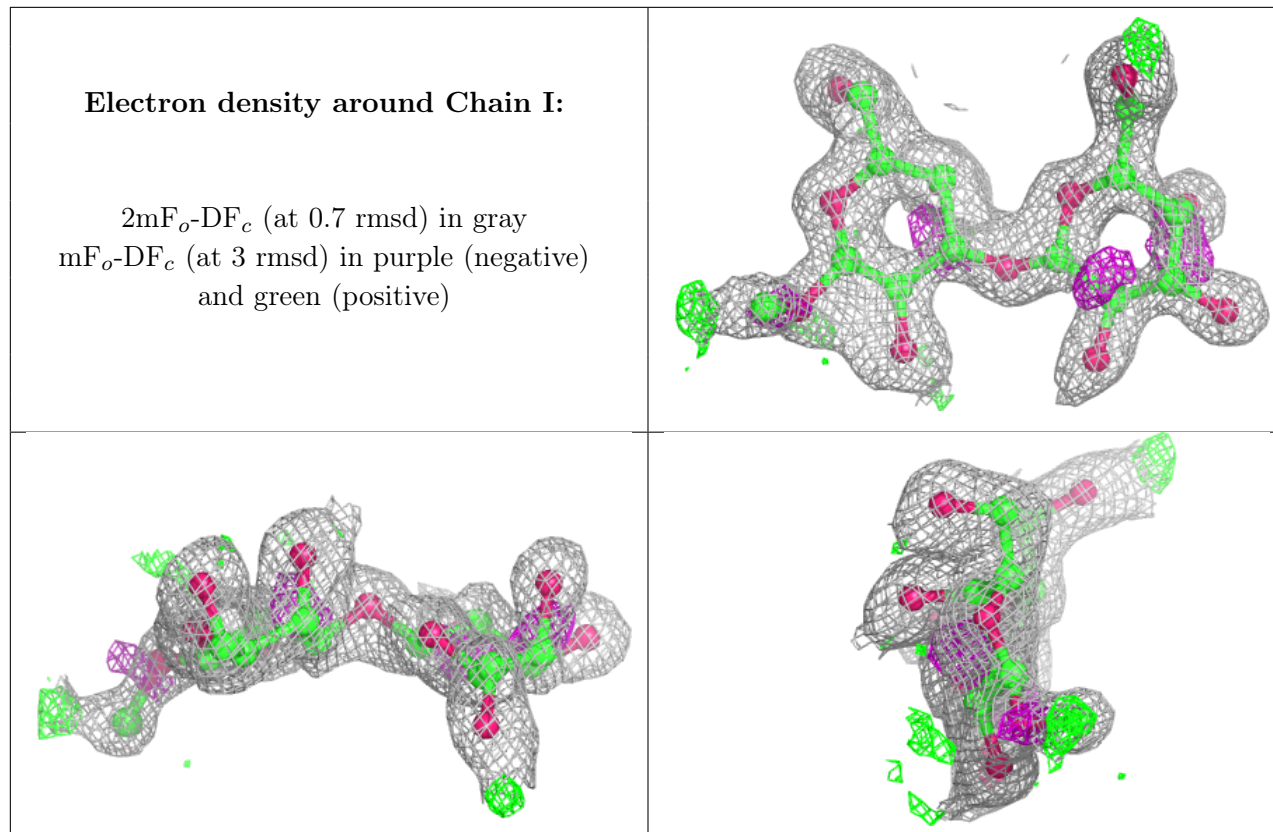 Electron density around Chain I:
2mFo-DFc (at 0.7 rmsd) in gray
mFo-DFc (at 3 rmsd) in purple (negative)
and green (positive)